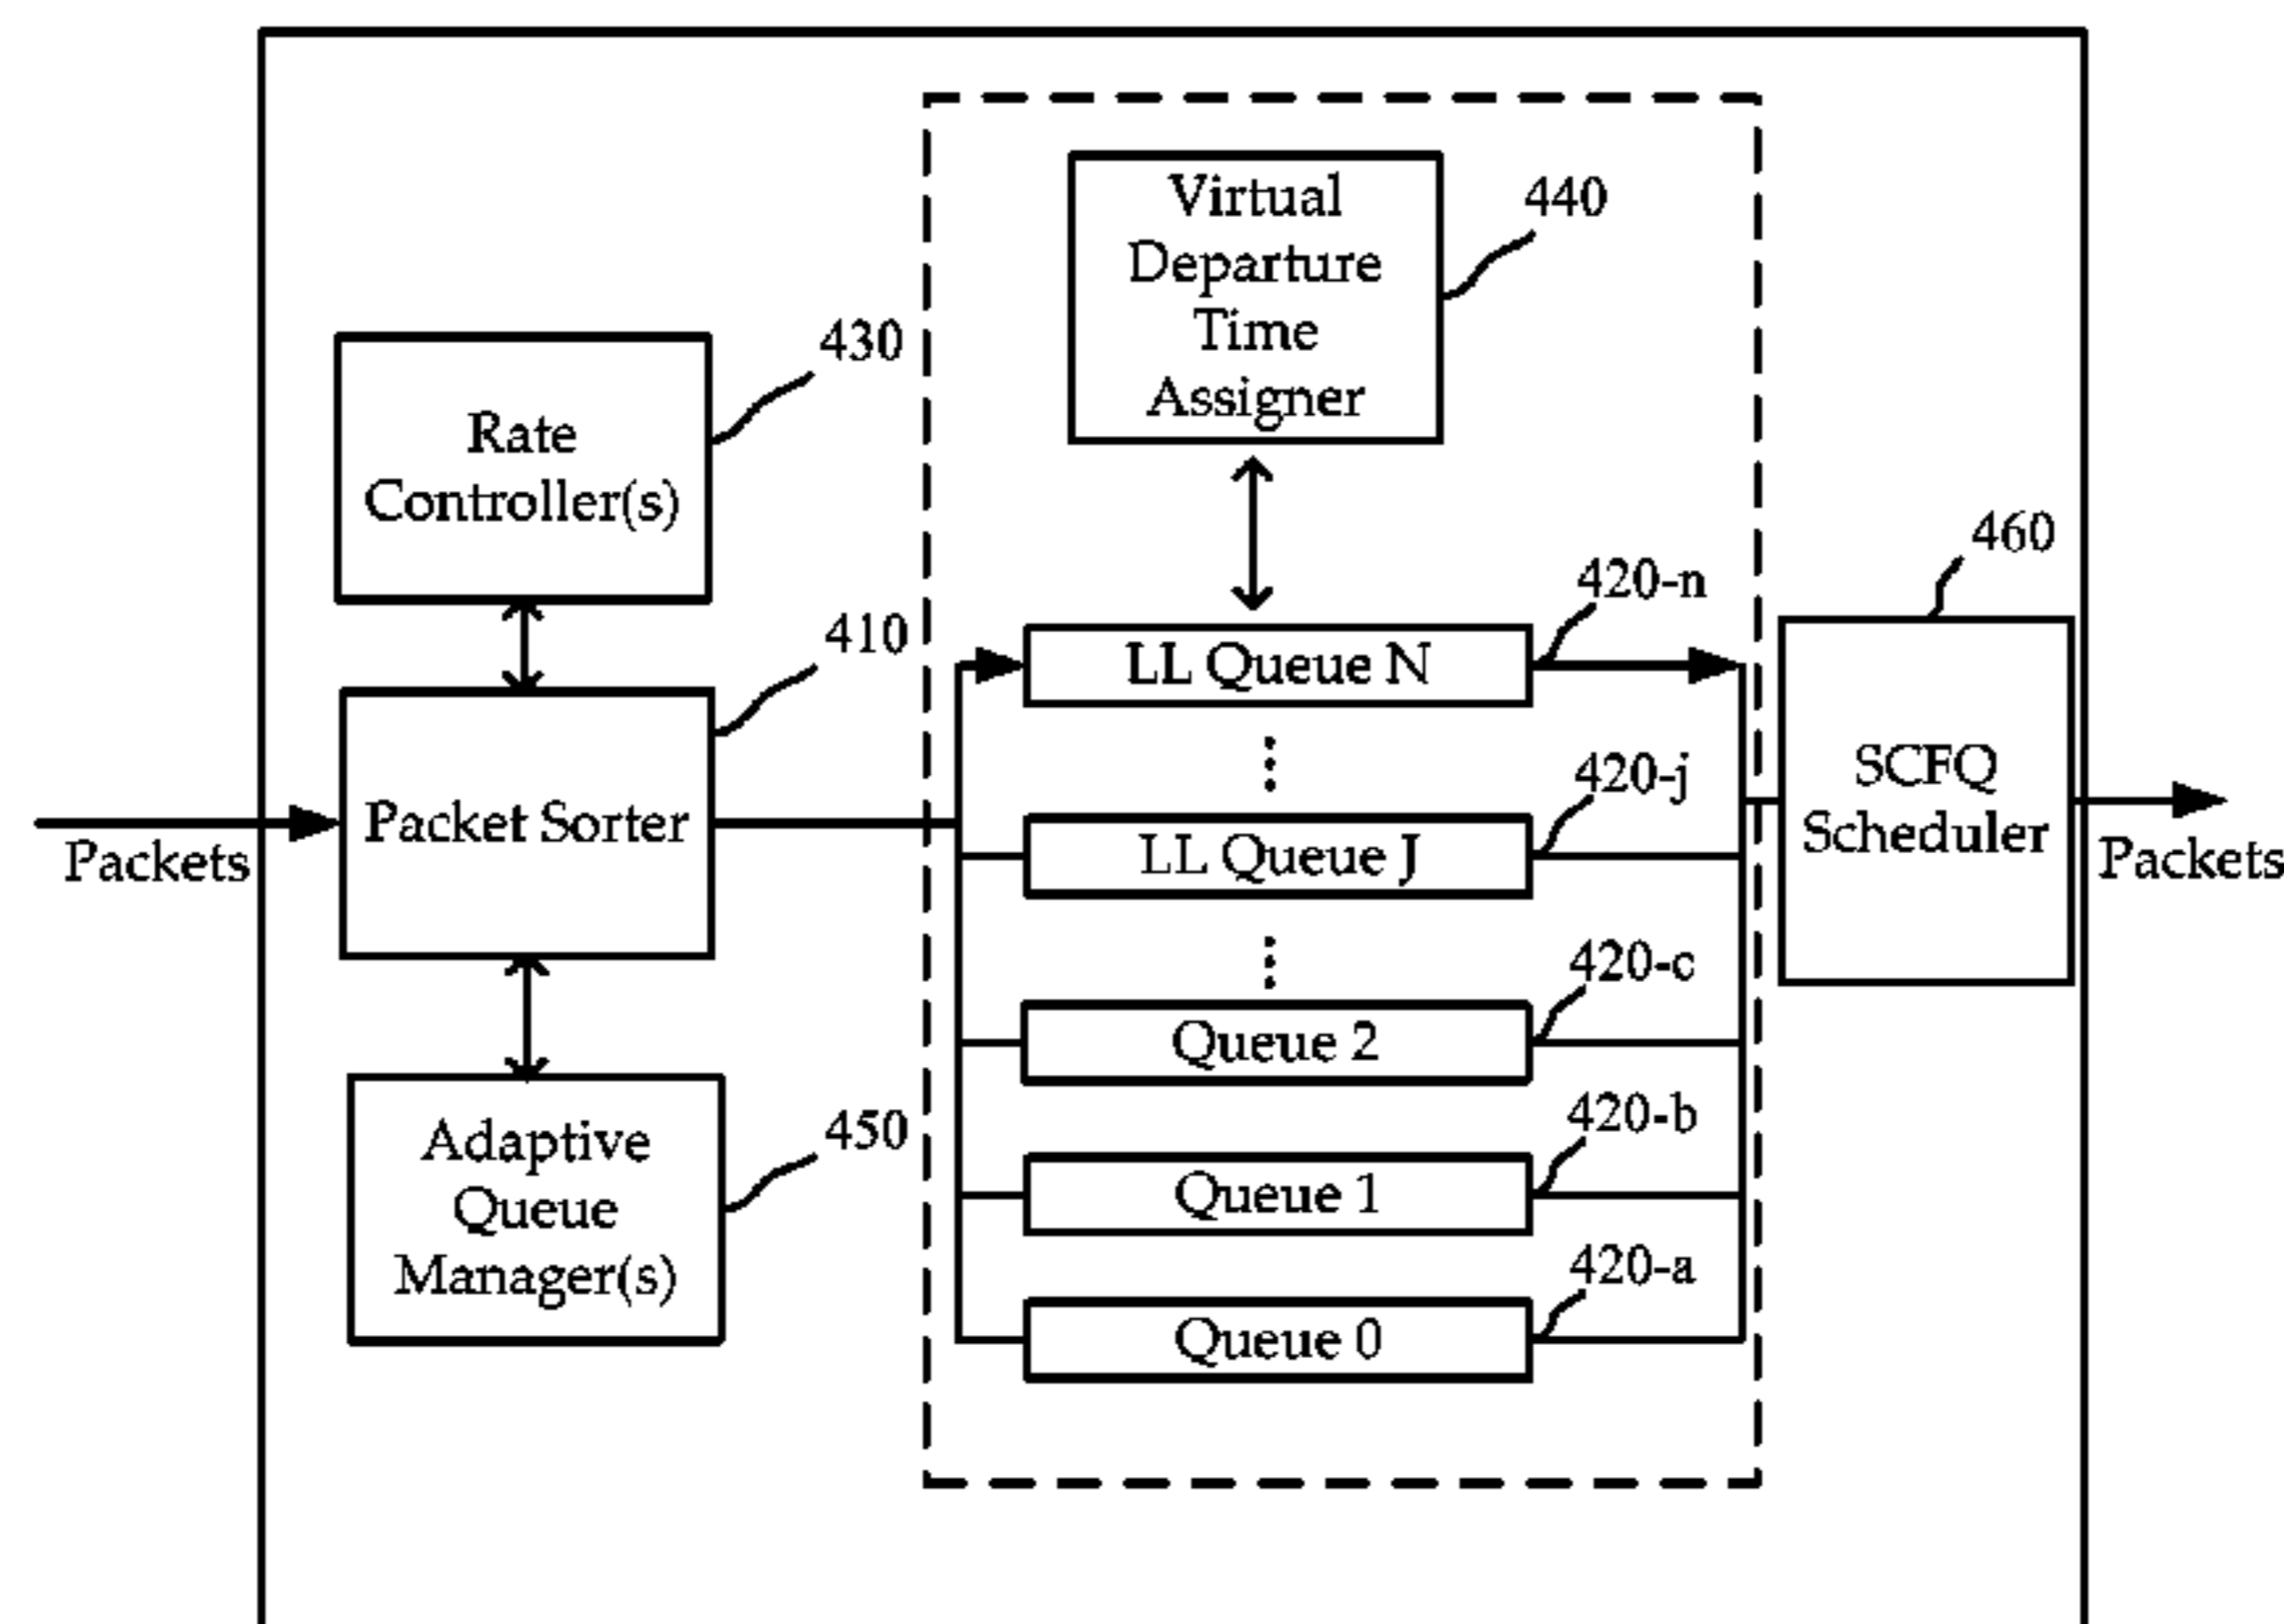 Virtual
Departure
Time
Assigner
440
Rate
Controller(s)
430
460
420-n
LL Queue N
410
Packet Sorter
Packets
420-j
LL Queue J
SCFQ
Scheduler
Packets
420-c
Queue 2
Adaptive
Queue
Manager(s)
450
420-b
Queue 1
420-a
Queue 0